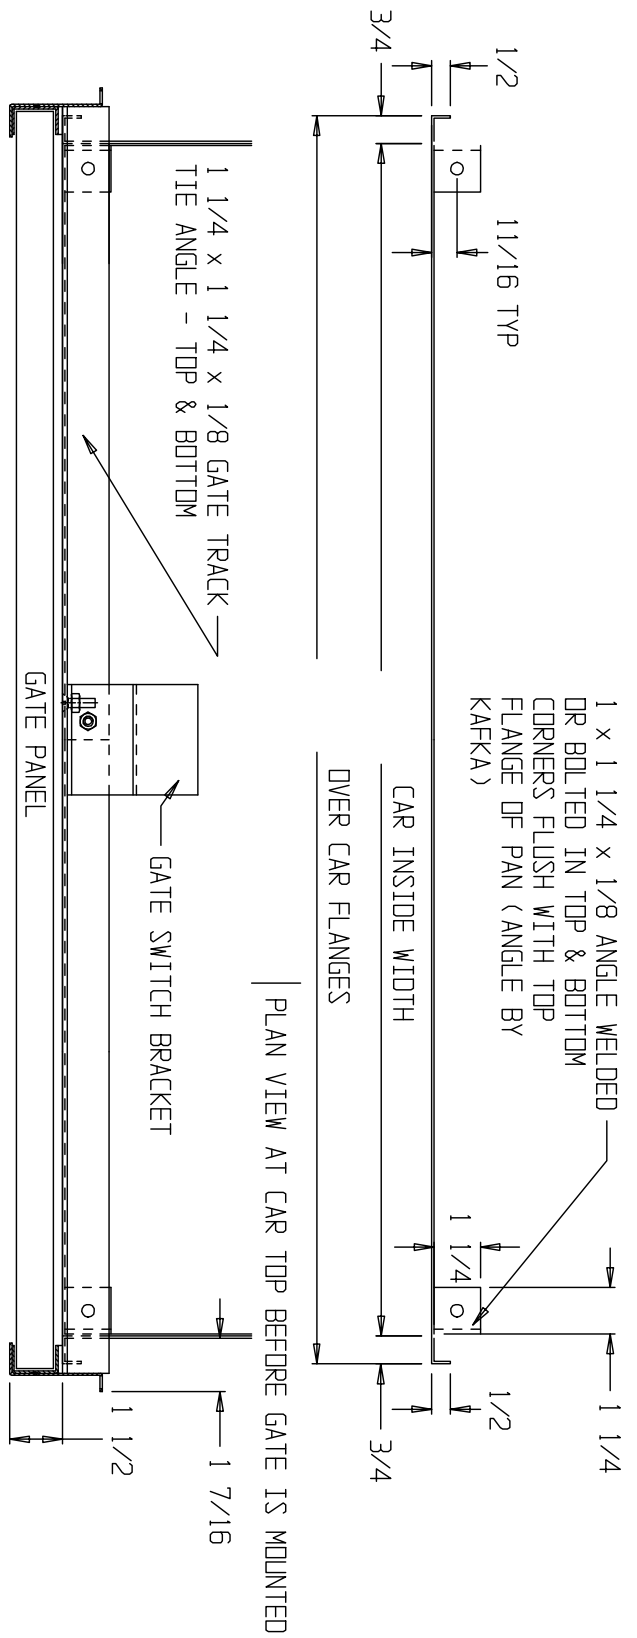 1 x 1 1/4 x 1/8 ANGLE WELDED
OR BOLTED IN TOP & BOTTOM
CORNERS FLUSH WITH TOP
FLANGE OF PAN (ANGLE BY
KAFKA)
1/2
3/4
11/16 TYP
1 1/4
1 1/4
1/2
3/4
CAR INSIDE WIDTH
OVER CAR FLANGES
PLAN VIEW AT CAR TOP BEFORE GATE IS MOUNTED
1 1/4 x 1 1/4 x 1/8 GATE TRACK
TIE ANGLE - TOP & BOTTOM
GATE SWITCH BRACKET
1 7/16
1 1/2
GATE PANEL